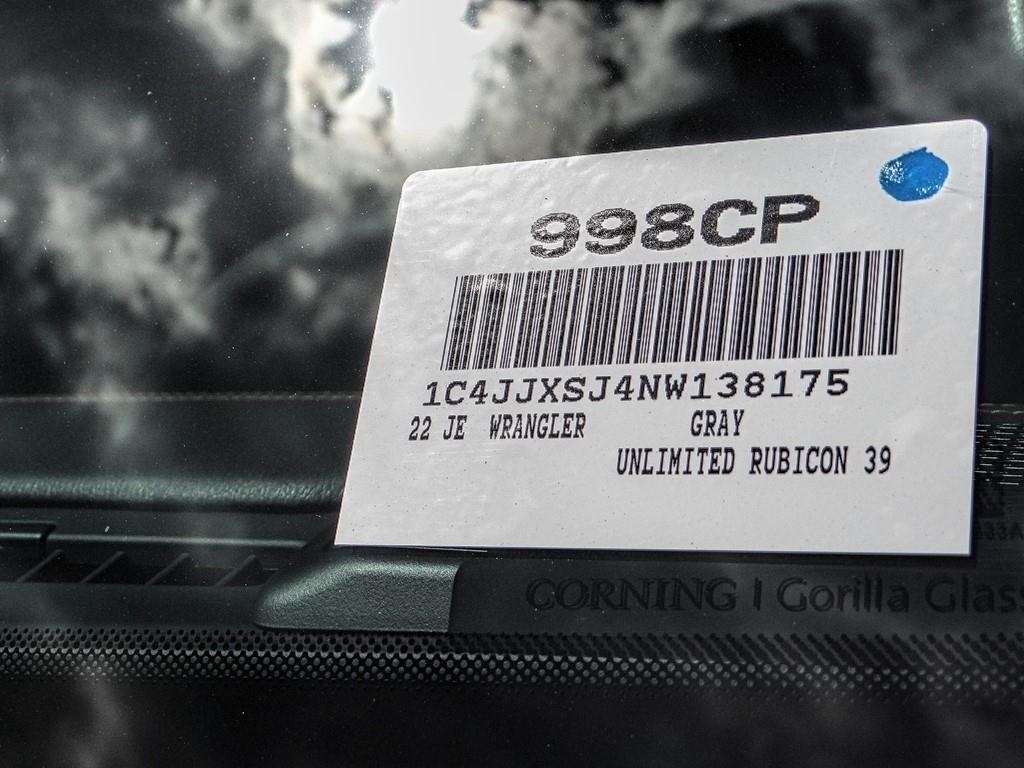 998CP
1C4JJXSJ4NW138175
22 JE WRANGLER GRAY
UNLIMITED RUBICON 39
CORNING | Gorilla Glass